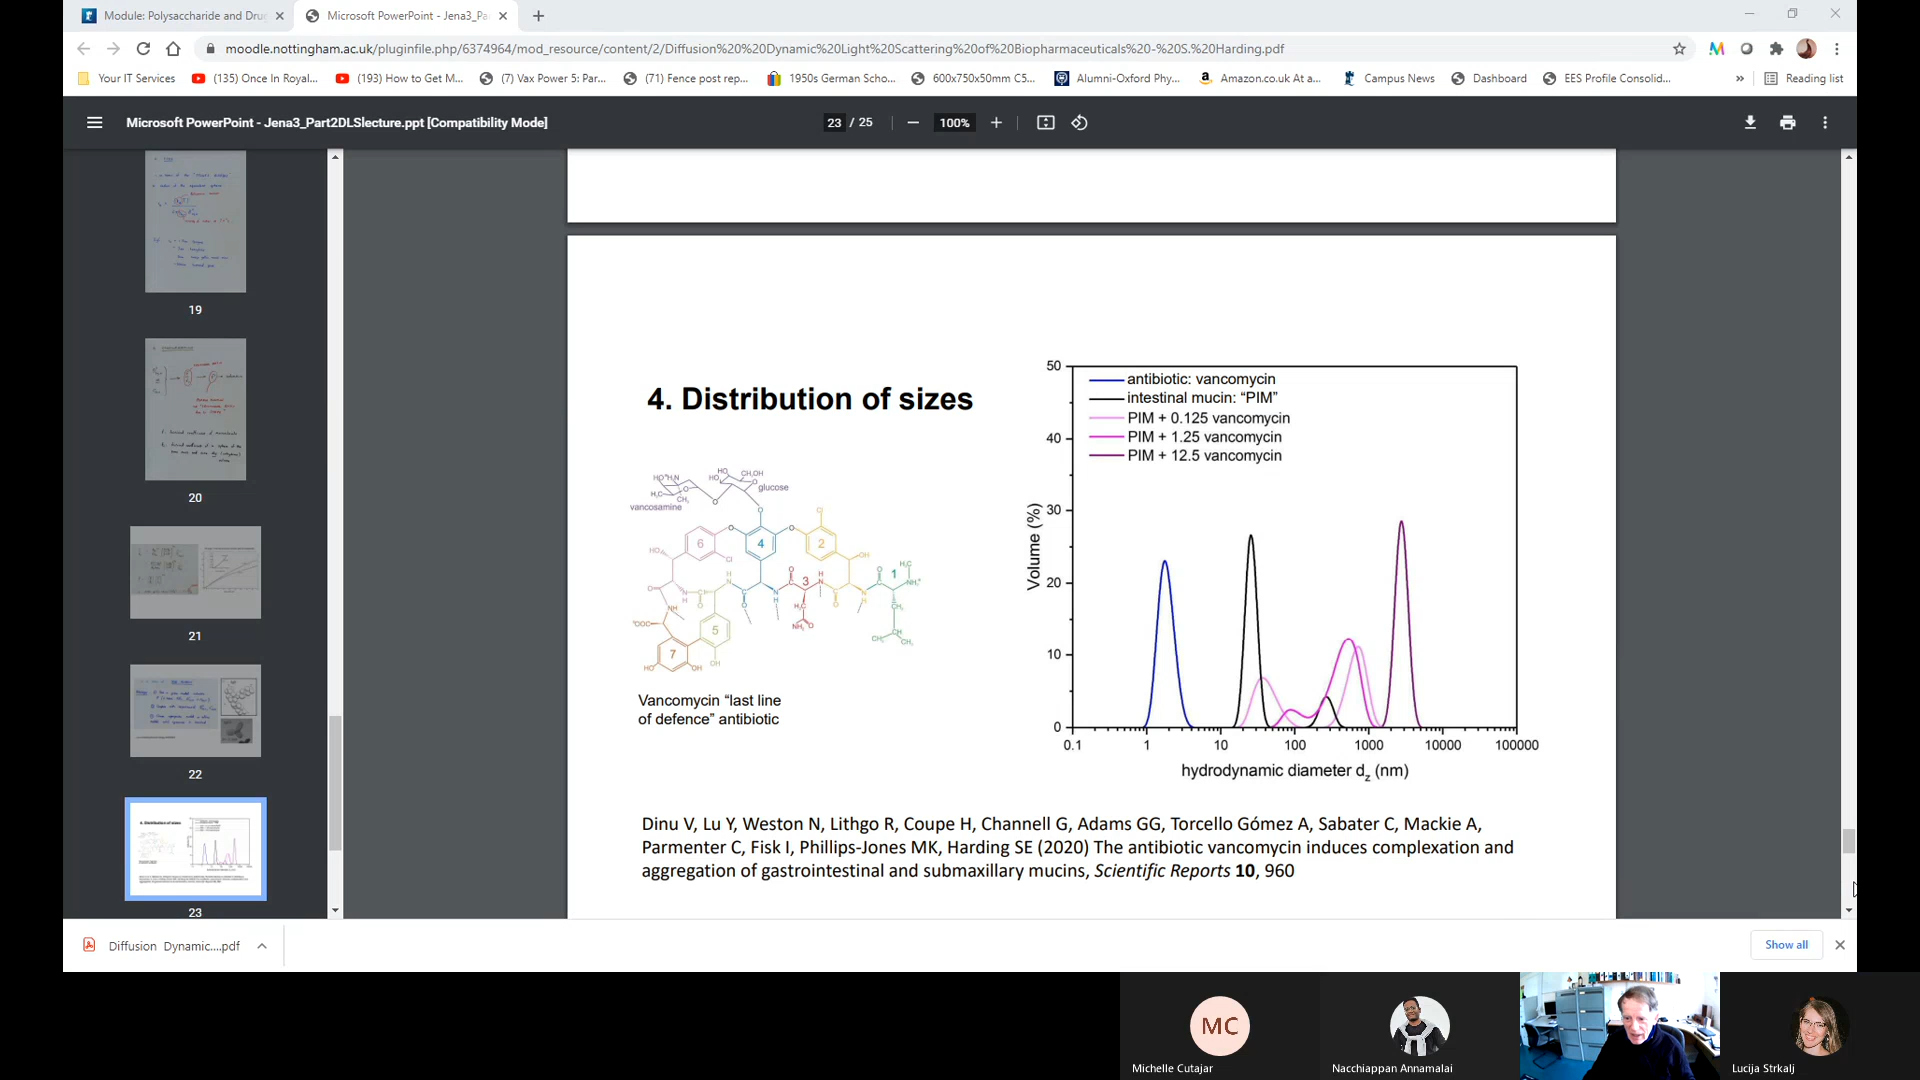 Module: Polysaccharide and Dru
Microsoft PowerPoint - Jena3_Pa
moodle.nottingham.ac.uk/pluginfile.php/6374964/mod_resource/content/2/Diffusion%20%20Dynamic%20Light%20Scattering%20of%20Biopharmaceuticals%20-%20S.%20Harding.pdf
Your IT Services
(135) Once In Royal...
(193) How to Get M...
(7) Vax Power 5: Par...
(71) Fence post rep...
1950s German Scho...
600x750x50mm C5...
Alumni-Oxford Phy...
Amazon.co.uk At a...
Campus News
Dashboard
EES Profile Consolid...
»
Reading list
Microsoft PowerPoint - Jena3_Part2DLSlecture.ppt [Compatibility Mode]
23 / 25
100%
19
20
21
22
23
4. Distribution of sizes
vancosamine
glucose
6
4
2
3
1
5
7
Vancomycin “last line
of defence” antibiotic
antibiotic: vancomycin
intestinal mucin: “PIM”
PIM + 0.125 vancomycin
PIM + 1.25 vancomycin
PIM + 12.5 vancomycin
Volume (%)
50
40
30
20
10
0
0.1 1 10 100 1000 10000 100000
hydrodynamic diameter dz (nm)
Dinu V, Lu Y, Weston N, Lithgo R, Coupe H, Channell G, Adams GG, Torcello Gómez A, Sabater C, Mackie A,
Parmenter C, Fisk I, Phillips-Jones MK, Harding SE (2020) The antibiotic vancomycin induces complexation and
aggregation of gastrointestinal and submaxillary mucins, Scientific Reports 10, 960
Diffusion Dynamic....pdf
Show all
MC
Michelle Cutajar
Nacchiappan Annamalai
Lucija Strkalj